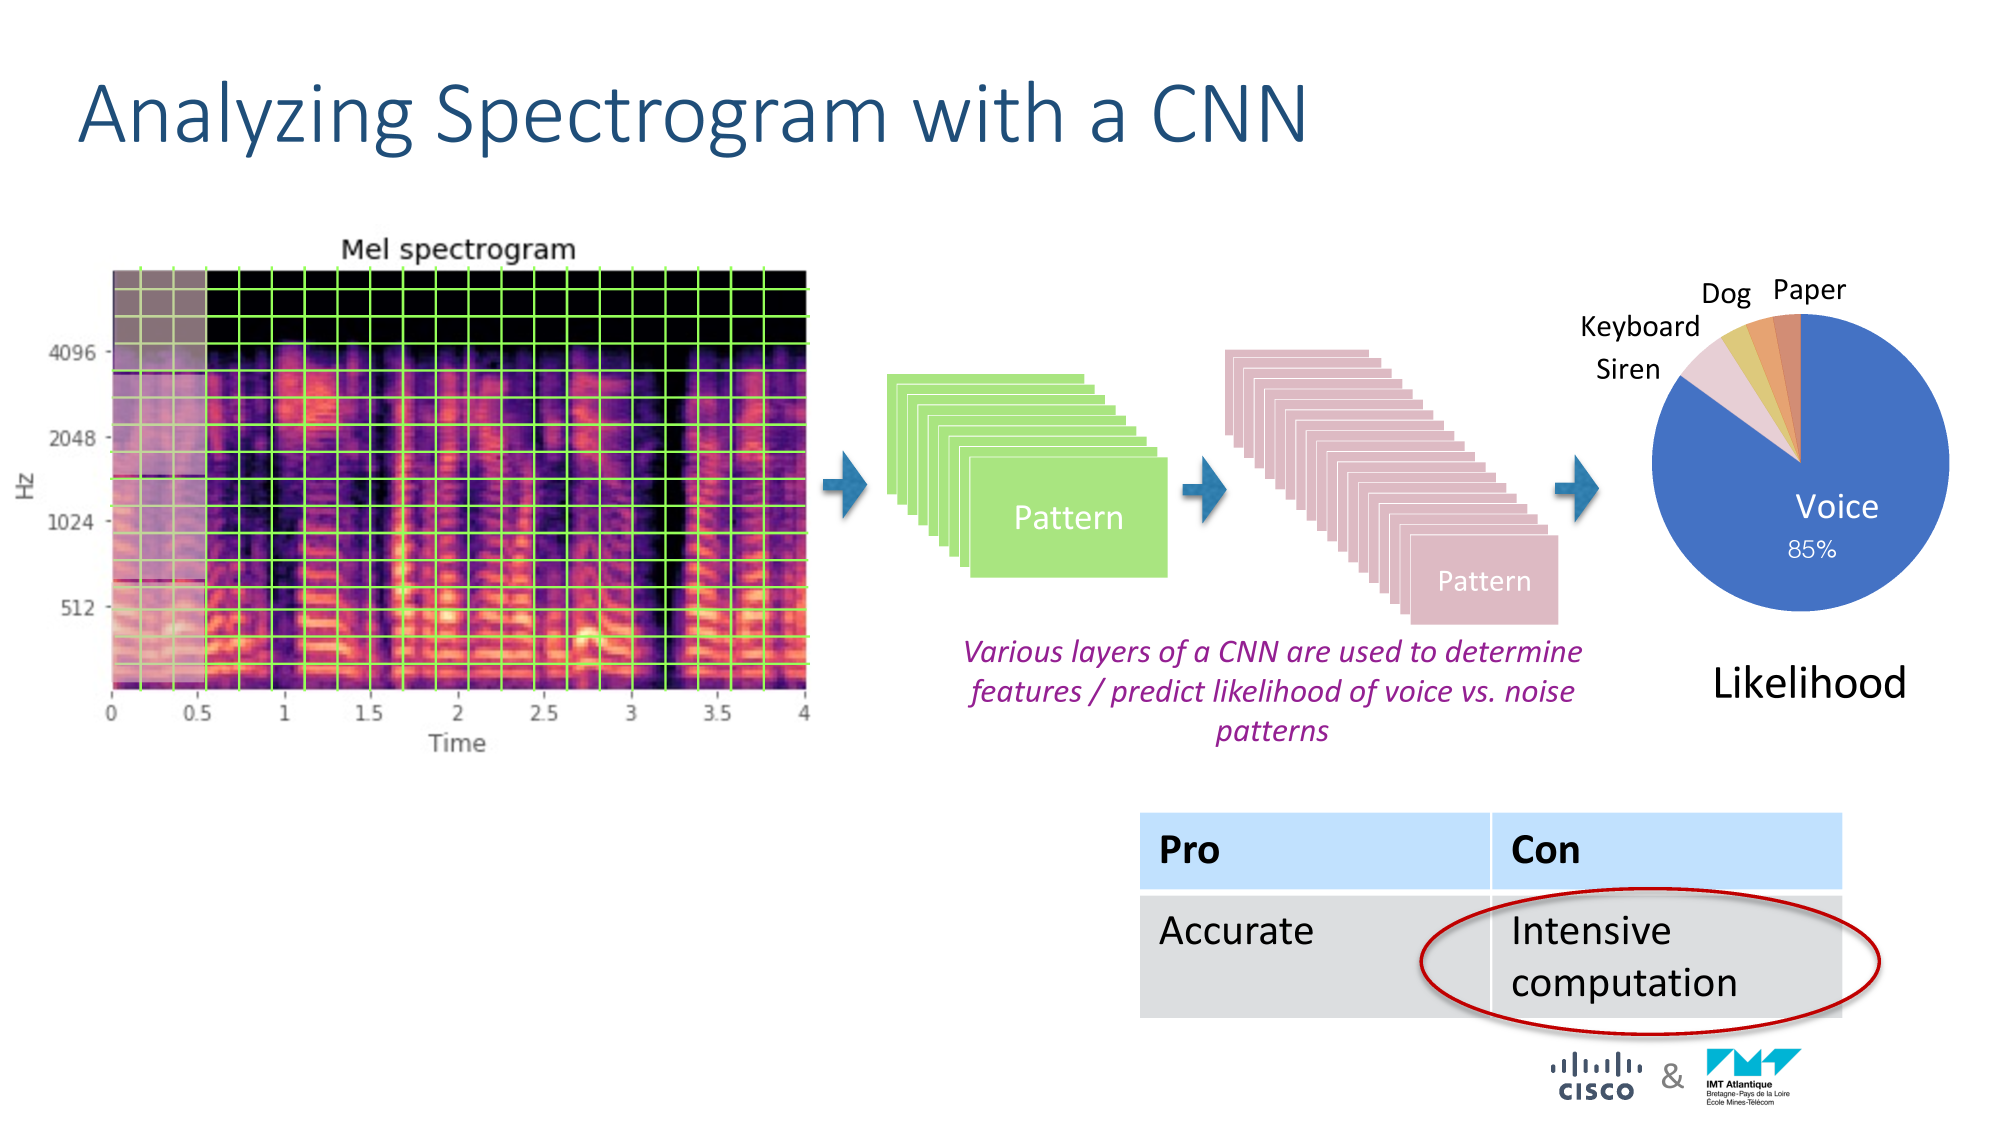 Analyzing Spectrogram with a CNN
Mel spectrogram
4096
2048
1024
512
Hz
0 0.5 1 1.5 2 2.5 3 3.5 4
Time
Pattern
Pattern
Various layers of a CNN are used to determine
features / predict likelihood of voice vs. noise
patterns
Dog Paper
Keyboard
Siren
Voice
85%
Likelihood
Pro Con
Accurate Intensive
computation
CISCO & IMT Atlantique
Bretagne-Pays de la Loire
École Mines-Télécom